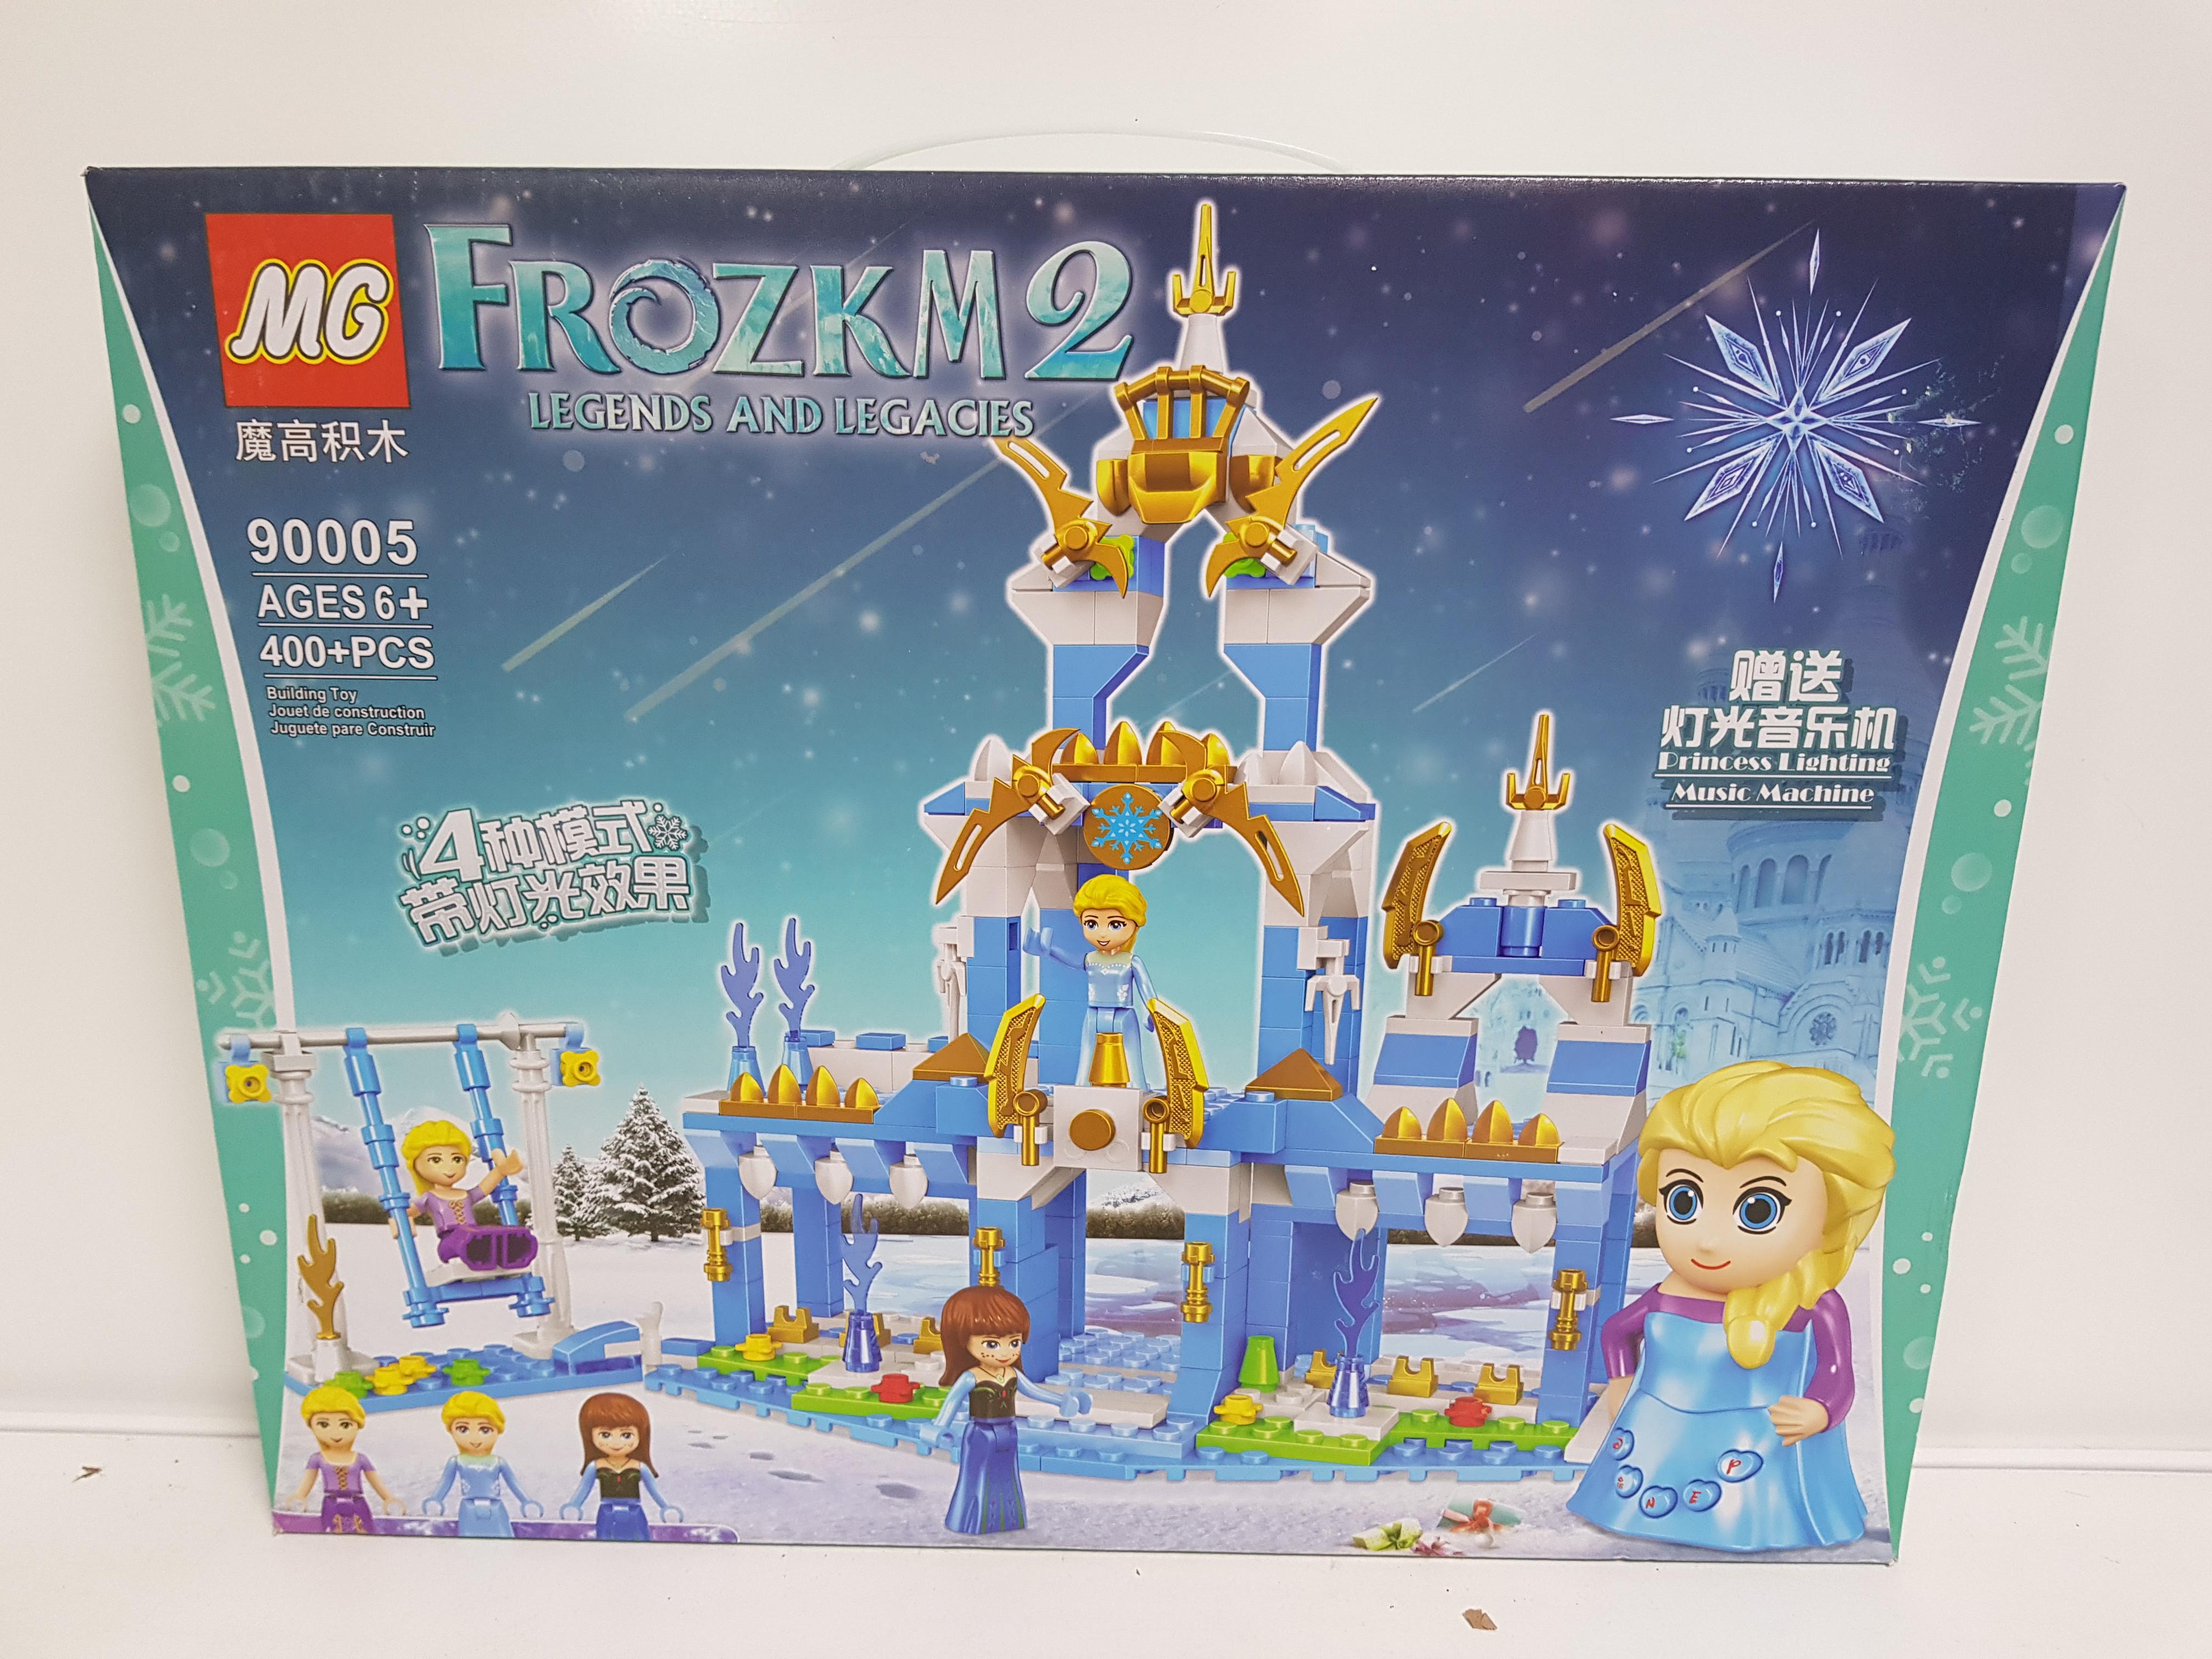 MG
魔高积木
FROZKM 2
LEGENDS AND LEGACIES
90005
AGES 6+
400+PCS
Building Toy
Jouet de construction
Juguete pare Construir
4种模式
带灯光效果
赠送
灯光音乐机
Princess Lighting
Music Machine
N E P